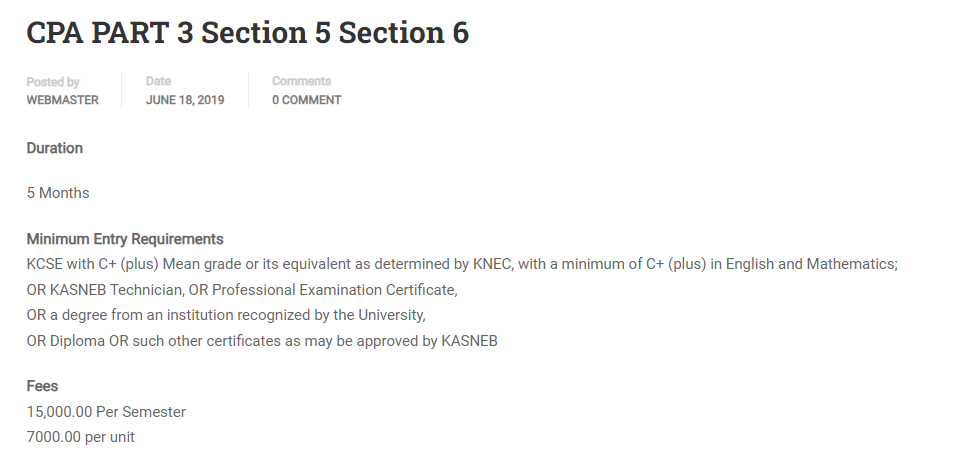 CPA PART 3 Section 5 Section 6
Posted by
WEBMASTER
Date
JUNE 18, 2019
Comments
0 COMMENT
Duration
5 Months
Minimum Entry Requirements
KCSE with C+ (plus) Mean grade or its equivalent as determined by KNEC, with a minimum of C+ (plus) in English and Mathematics;
OR KASNEB Technician, OR Professional Examination Certificate,
OR a degree from an institution recognized by the University,
OR Diploma OR such other certificates as may be approved by KASNEB
Fees
15,000.00 Per Semester
7000.00 per unit